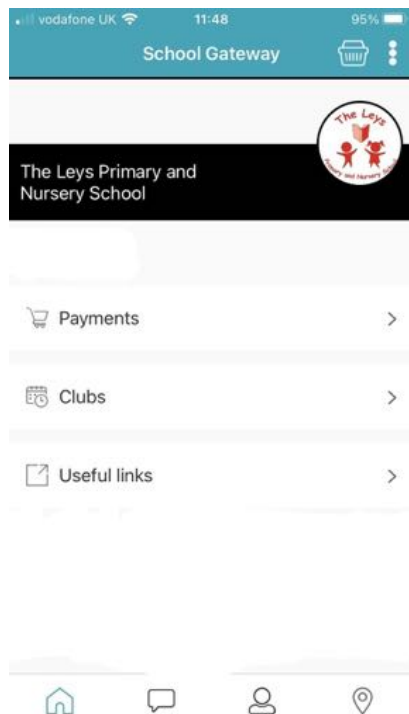 vodafone UK 11:48 95%
School Gateway
The Leys
Primary and Nursery School
The Leys Primary and
Nursery School
Payments
Clubs
Useful links